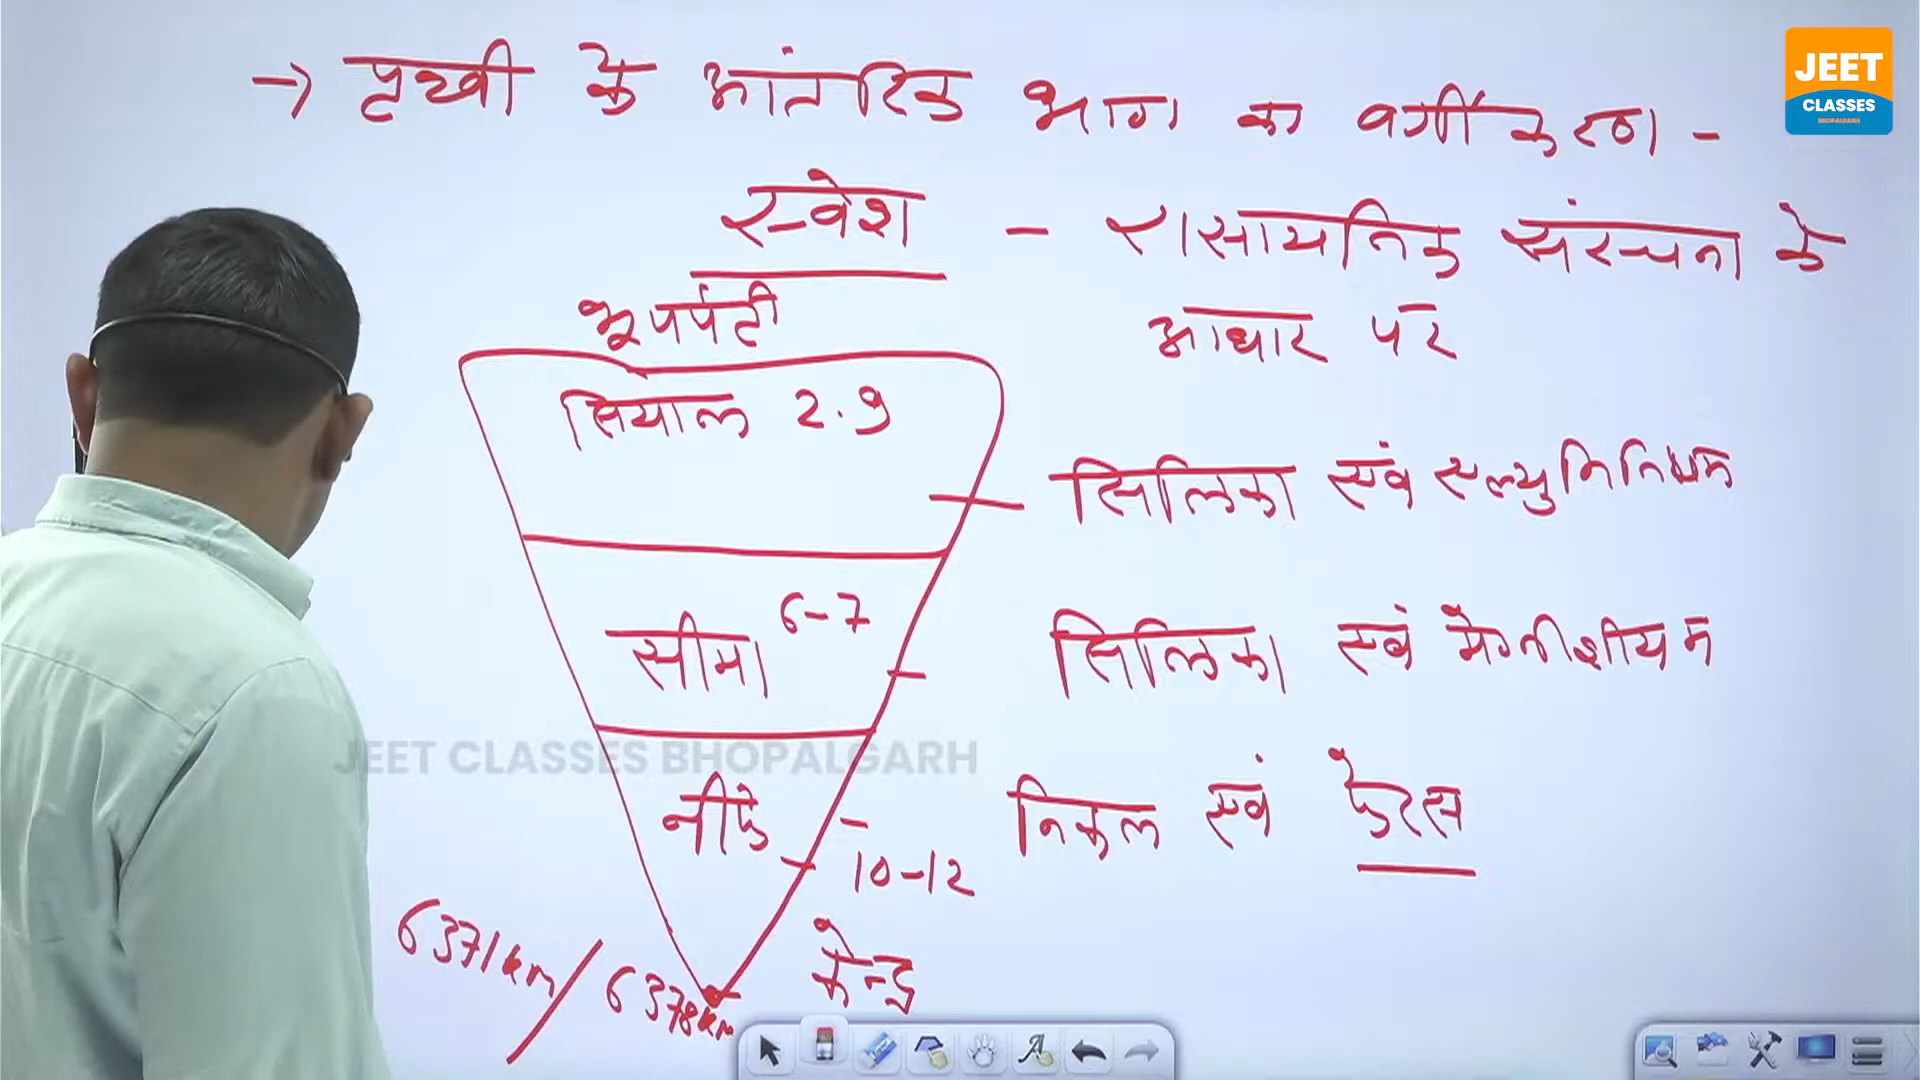 → पृथ्वी के आंतरिक भाग का वर्गीकरण -
JEET
CLASSES
BHOPALGARH
स्वेश - रासायनिक संरचना के
आधार पर
भूपर्पटी
सियाल 2.9
सिलिका एवं एल्युमिनियम
सीमा 6-7
सिलिका एवं मैग्नीशीयम
JEET CLASSES BHOPALGARH
नीफे - निकल एवं फेरस
10-12
6371km/6378km
केन्द्र